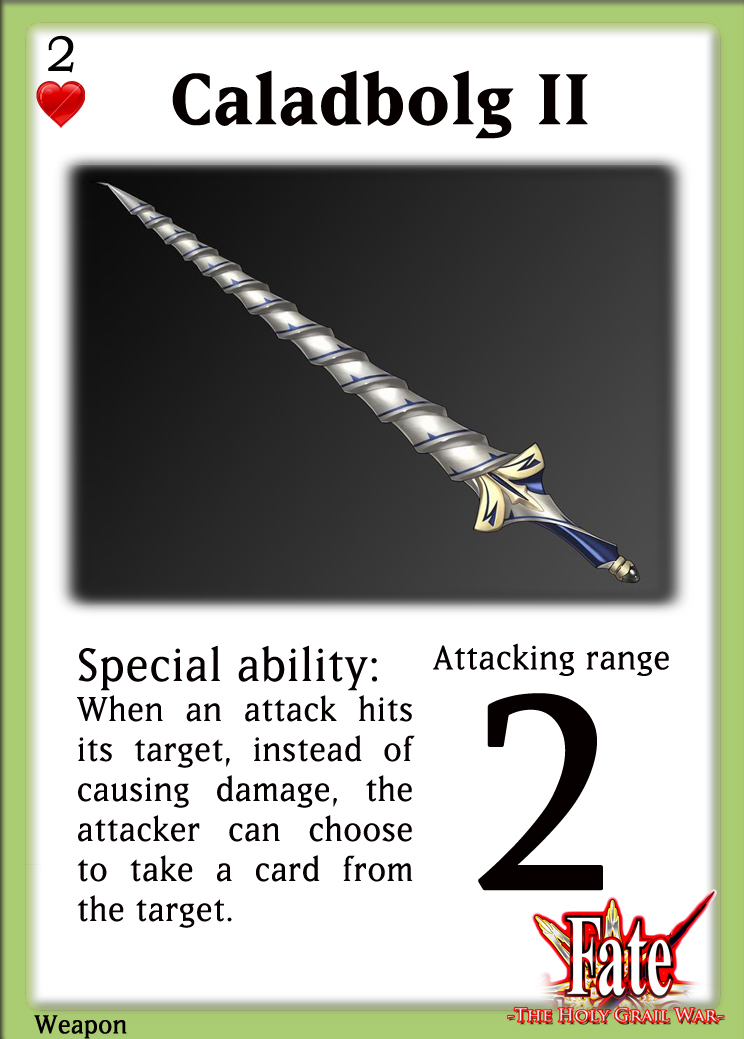 2
Caladbolg II
Special ability:
When an attack hits
its target, instead of
causing damage, the
attacker can choose
to take a card from
the target.
Attacking range
2
Fate
-THE HOLY GRAIL WAR-
Weapon